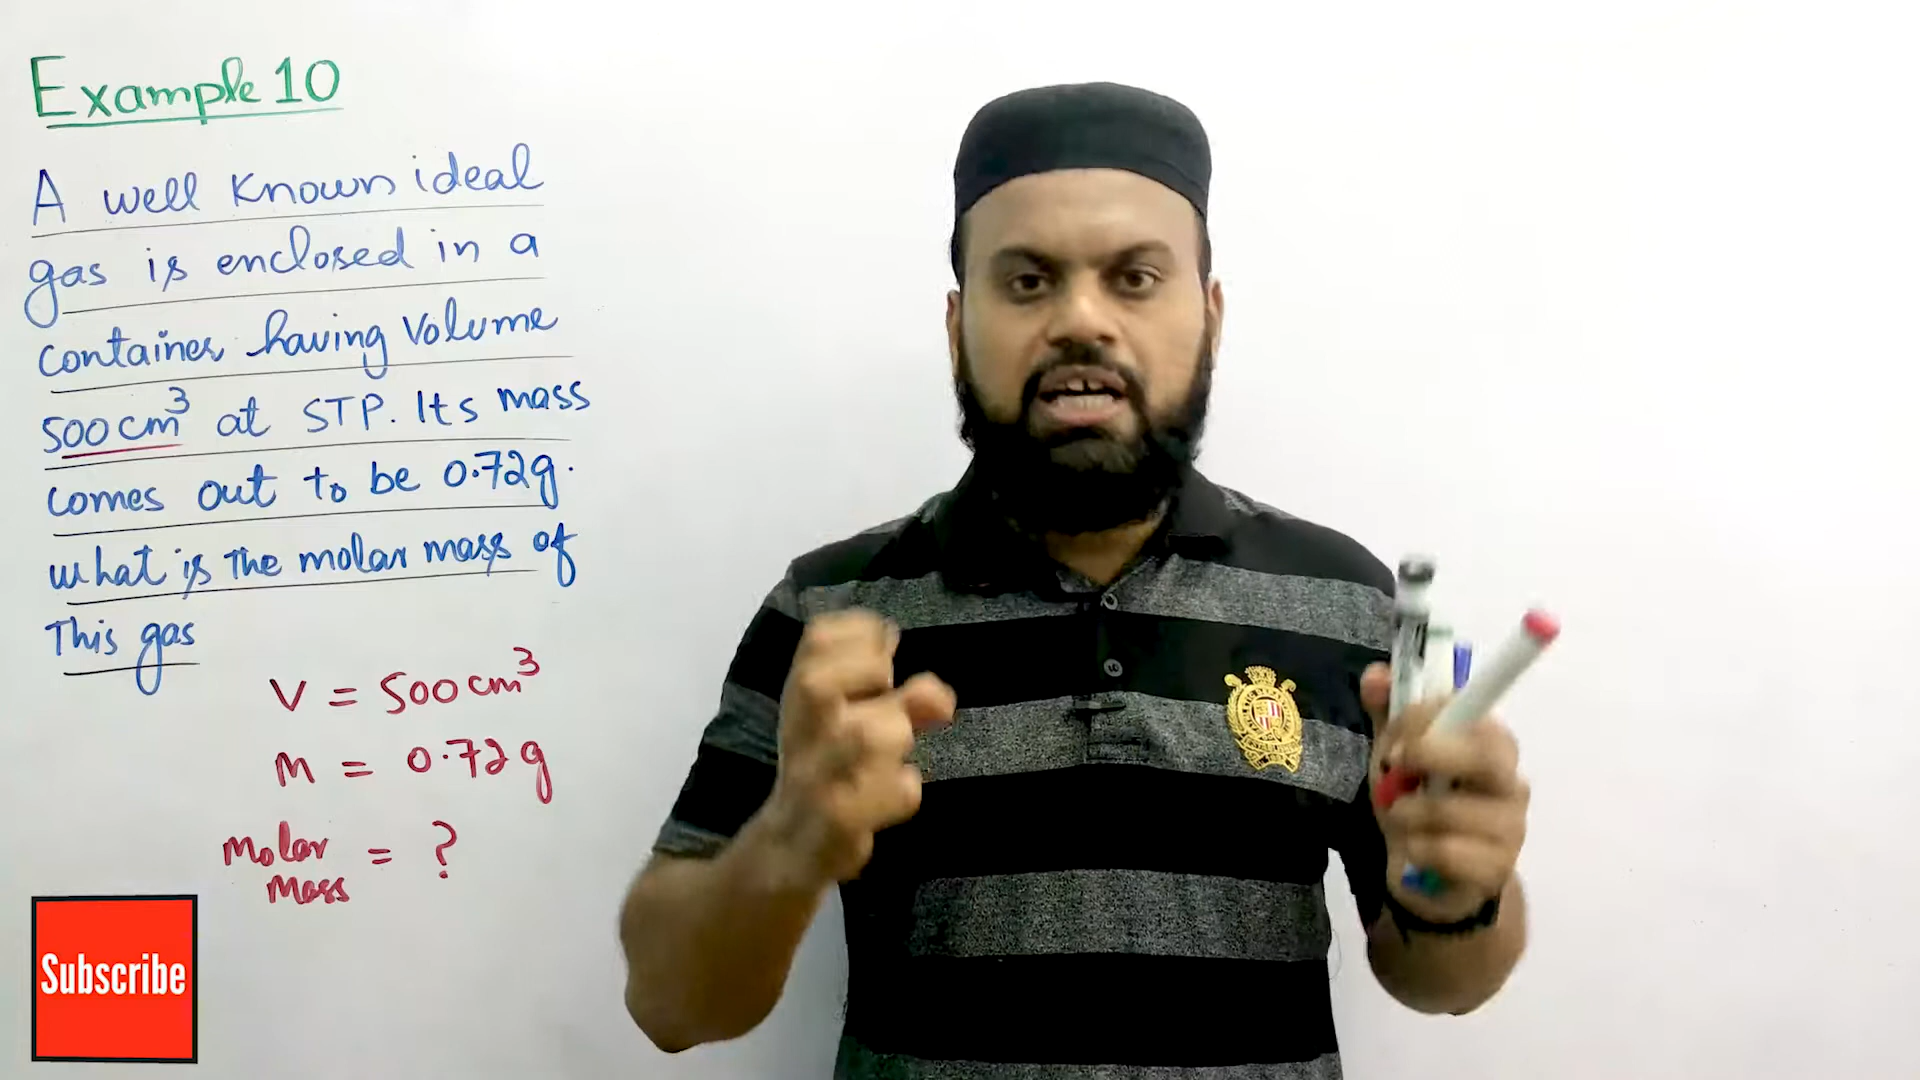 Example 10
A well known ideal
gas is enclosed in a
container having volume
500 cm³ at STP. Its mass
comes out to be 0.72g.
what is the molar mass of
This gas
V = 500 cm³
m = 0.72g
Molar
Mass = ?
Subscribe